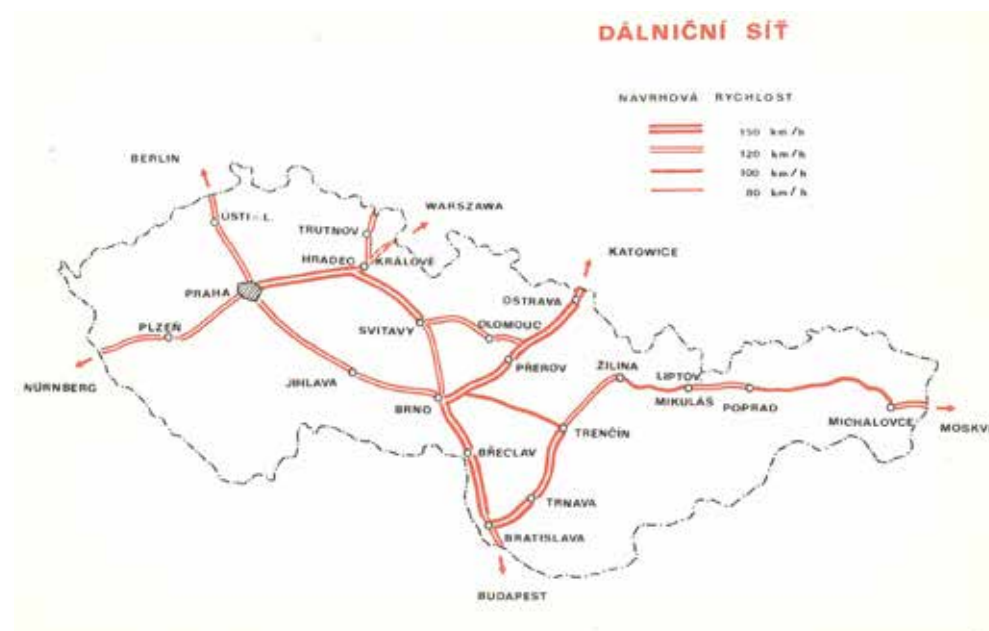 DÁLNIČNÍ SÍŤ
NAVRHOVÁ RYCHLOST
150 km/h
120 km/h
100 km/h
80 km/h
BERLIN
ÚSTI n. L.
TRUTNOV
WARSZAWA
HRADEC KRÁLOVÉ
KATOWICE
PRAHA
OSTRAVA
PLZEŇ
SVITAVY
OLOMOUC
NÜRNBERG
JIHLAVA
PŘEROV
ŽILINA
LIPTOV.
MIKULÁŠ
POPRAD
BRNO
MICHALOVCE
MOSKV
TRENČÍN
BŘECLAV
TRNAVA
BRATISLAVA
BUDAPEST